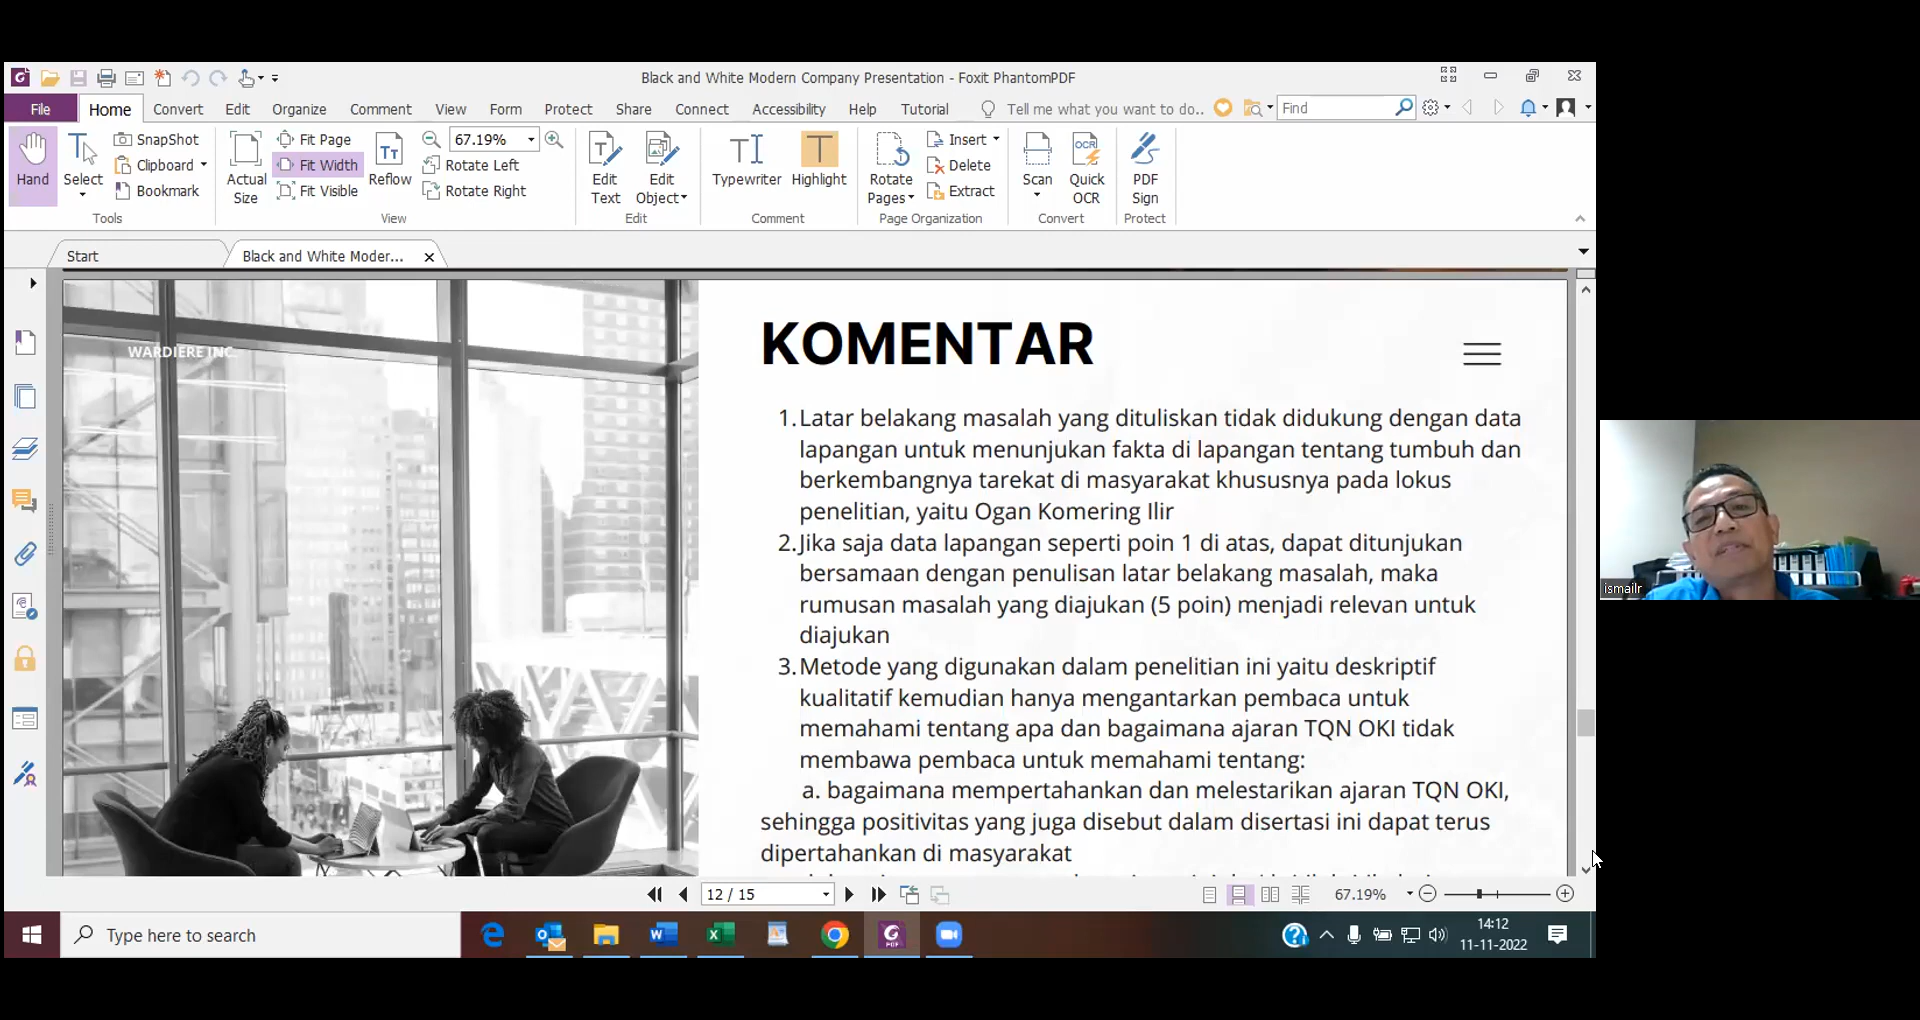 Black and White Modern Company Presentation - Foxit PhantomPDF
File Home Convert Edit Organize Comment View Form Protect Share Connect Accessibility Help Tutorial Tell me what you want to do.. Find
Hand
Select
SnapShot
Clipboard
Bookmark
Tools
Actual
Size
Fit Page
Fit Width
Fit Visible
Reflow
67.19%
Rotate Left
Rotate Right
View
Edit
Text
Edit
Object
Edit
Typewriter
Highlight
Comment
Rotate
Pages
Insert
Delete
Extract
Page Organization
Scan
Quick
OCR
Convert
PDF
Sign
Protect
Start
Black and White Moder...
WARDIERE INC.
KOMENTAR
1. Latar belakang masalah yang dituliskan tidak didukung dengan data
lapangan untuk menunjukan fakta di lapangan tentang tumbuh dan
berkembangnya tarekat di masyarakat khususnya pada lokus
penelitian, yaitu Ogan Komering Ilir
2. Jika saja data lapangan seperti poin 1 di atas, dapat ditunjukan
bersamaan dengan penulisan latar belakang masalah, maka
rumusan masalah yang diajukan (5 poin) menjadi relevan untuk
diajukan
3. Metode yang digunakan dalam penelitian ini yaitu deskriptif
kualitatif kemudian hanya mengantarkan pembaca untuk
memahami tentang apa dan bagaimana ajaran TQN OKI tidak
membawa pembaca untuk memahami tentang:
a. bagaimana mempertahankan dan melestarikan ajaran TQN OKI,
sehingga positivitas yang juga disebut dalam disertasi ini dapat terus
dipertahankan di masyarakat
ismailr
12 / 15
67.19%
Type here to search
14:12
11-11-2022